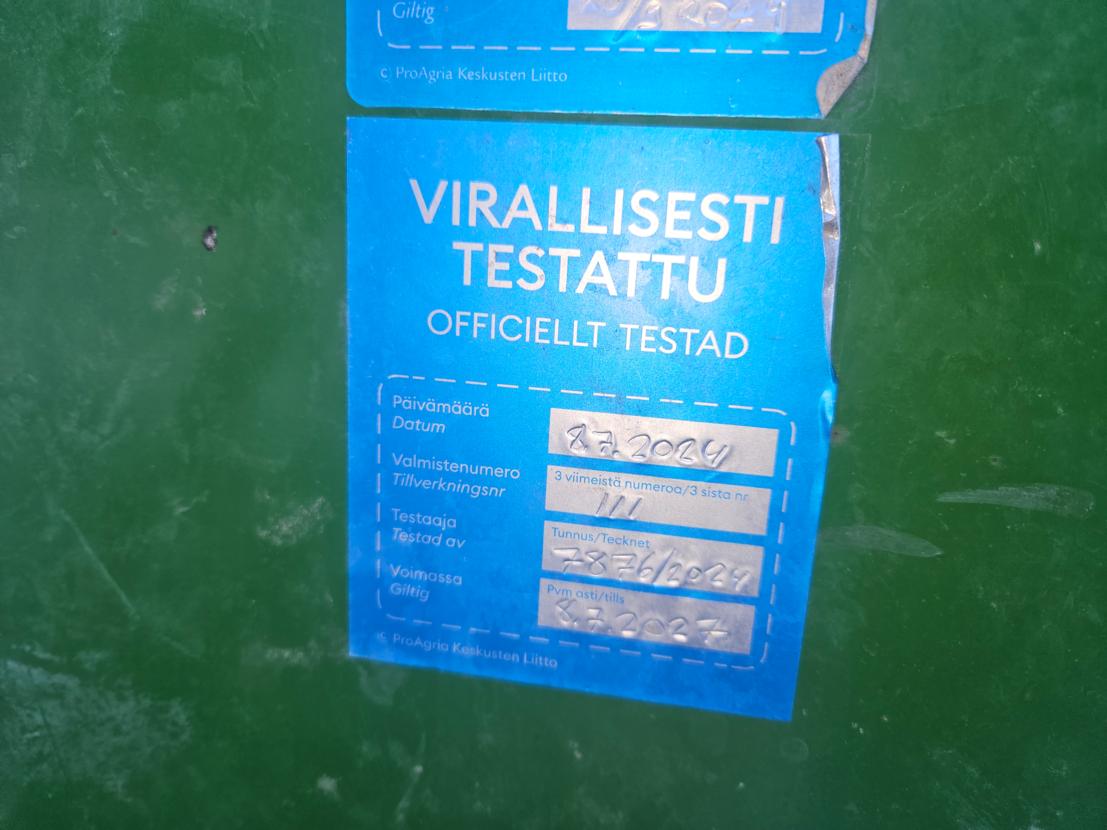 Giltig
© ProAgria Keskusten Liitto
VIRALLISESTI
TESTATTU
OFFICIELLT TESTAD
Päivämäärä
Datum
8.7.2024
Valmistenumero
Tillverkningsnr
3 viimeistä numeroa/3 sista nr
111
Testaaja
Testad av
Tunnus/Tecknet
7876/2024
Voimassa
Giltig
Pvm asti/tills
8.7.2027
© ProAgria Keskusten Liitto